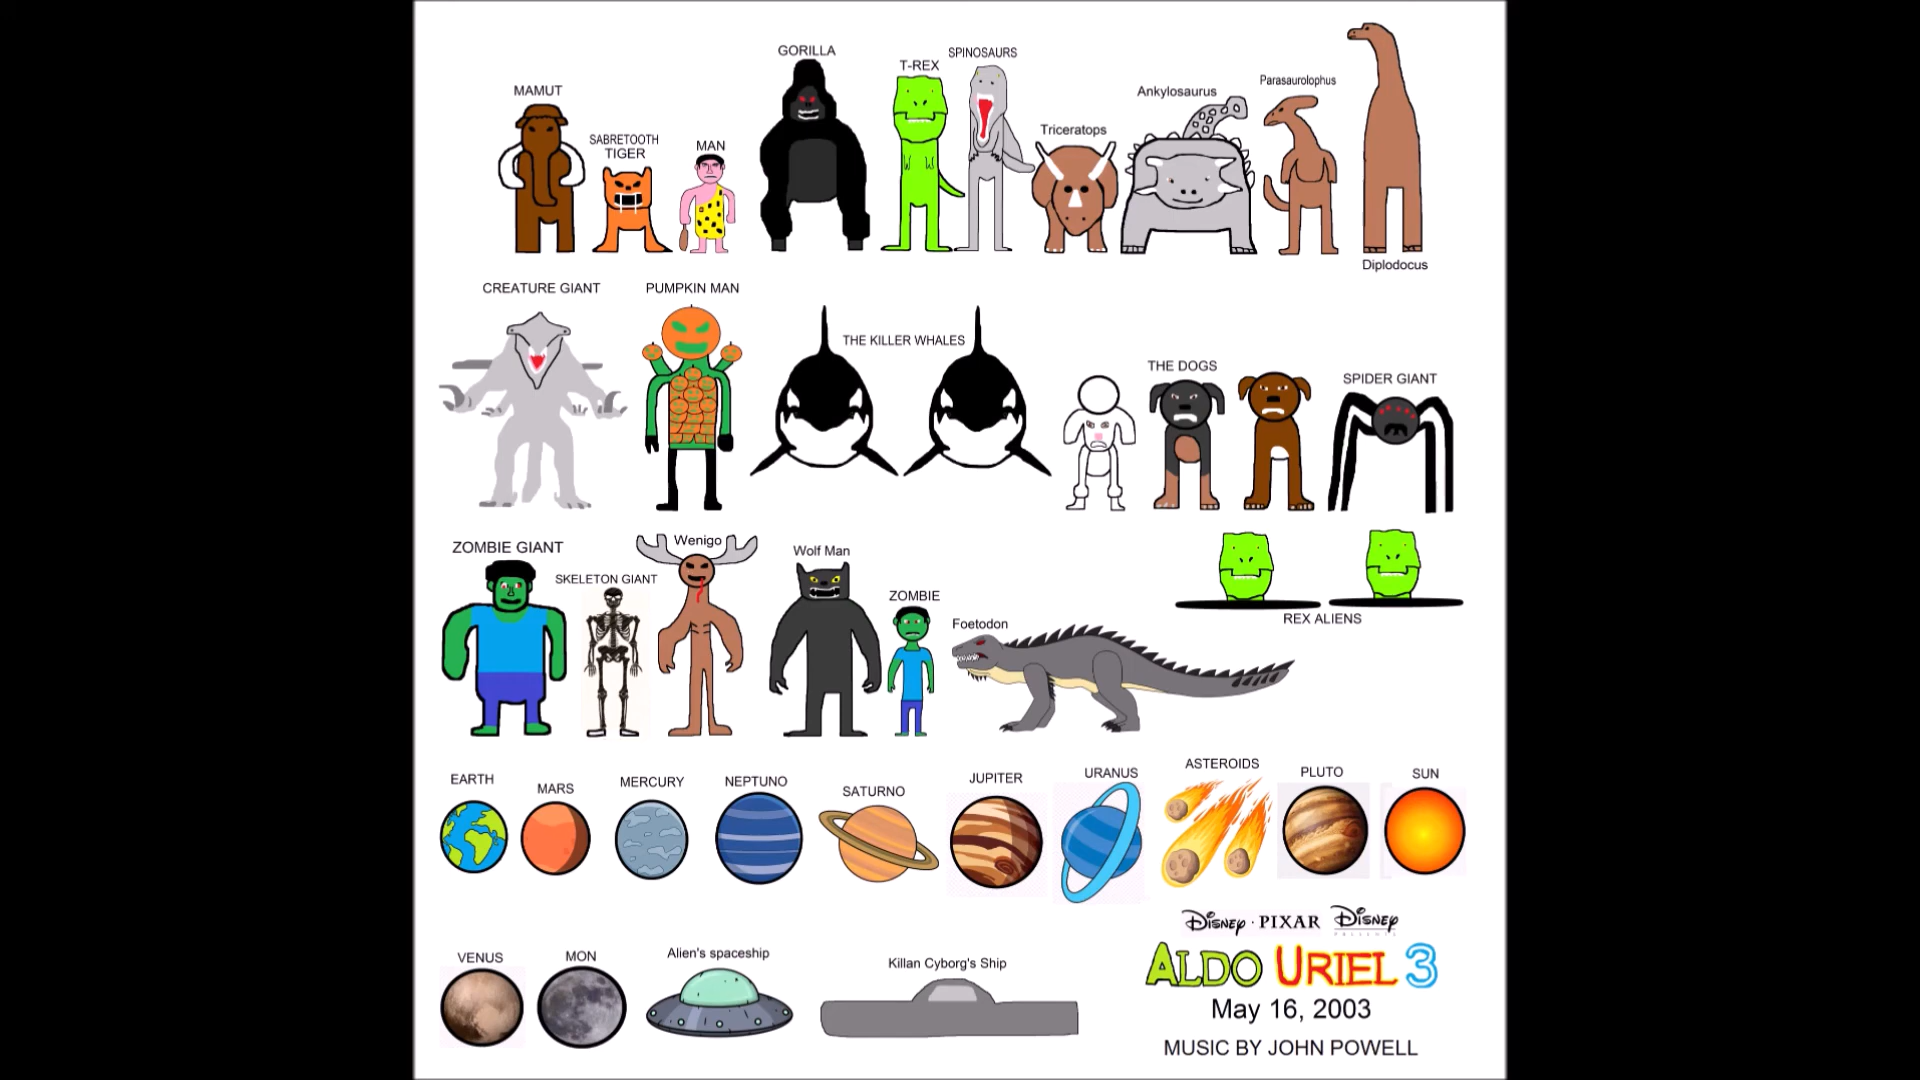 GORILLA
SPINOSAURS
T-REX
Parasaurolophus
MAMUT
Ankylosaurus
Triceratops
SABRETOOTH
TIGER
MAN
Diplodocus
CREATURE GIANT
PUMPKIN MAN
THE KILLER WHALES
THE DOGS
SPIDER GIANT
ZOMBIE GIANT
Wenigo
Wolf Man
SKELETON GIANT
ZOMBIE
Foetodon
REX ALIENS
EARTH
MARS
MERCURY
NEPTUNO
SATURNO
JUPITER
URANUS
ASTEROIDS
PLUTO
SUN
DISNEY · PIXAR DISNEY
PRESENTS
ALDO URIEL 3
May 16, 2003
MUSIC BY JOHN POWELL
VENUS
MON
Alien's spaceship
Killan Cyborg's Ship